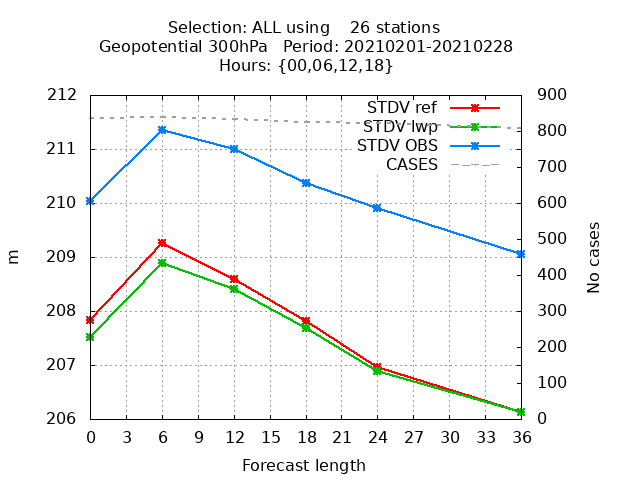 Selection: ALL using    26 stations
Geopotential 300hPa   Period: 20210201-20210228
Hours: {00,06,12,18}
212
211
210
209
208
207
206
m
900
800
700
600
500
400
300
200
100
0
No cases
STDV ref
STDV lwp
STDV OBS
CASES
0 3 6 9 12 15 18 21 24 27 30 33 36
Forecast length